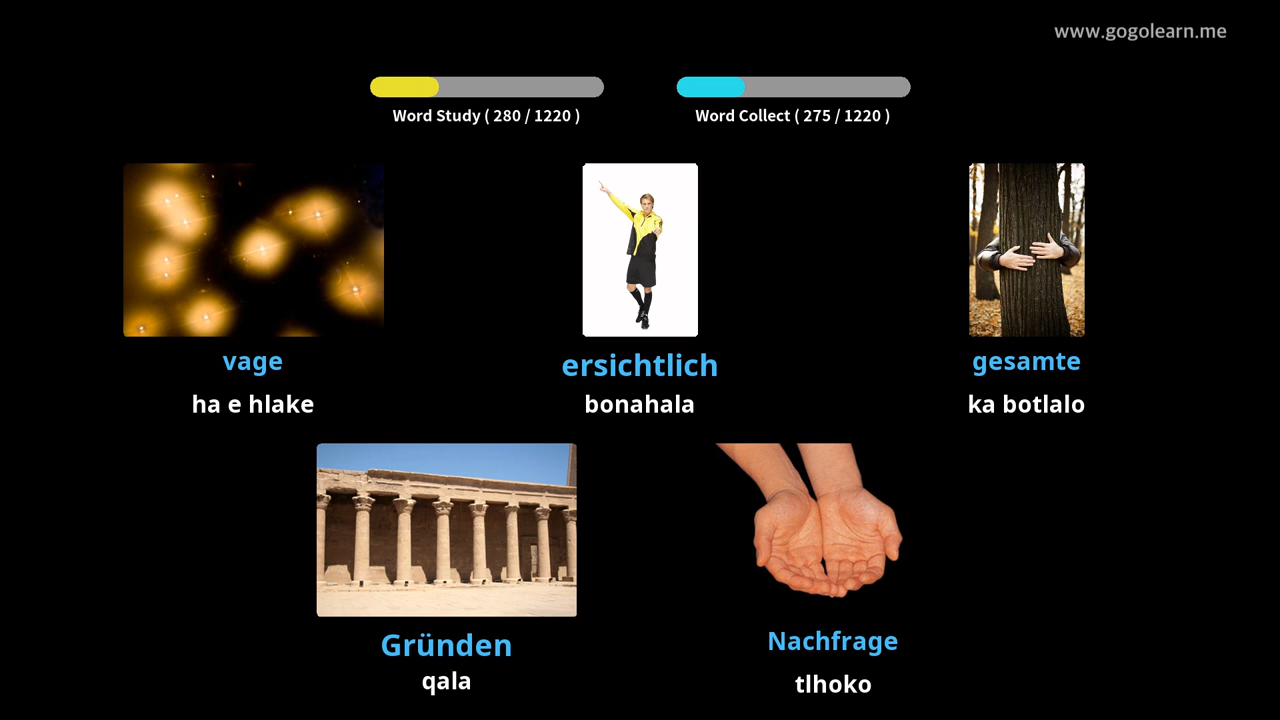 www.gogolearn.me
Word Study ( 280 / 1220 )
Word Collect ( 275 / 1220 )
vage
ersichtlich
gesamte
ha e hlake
bonahala
ka botlalo
Gründen
Nachfrage
qala
tlhoko